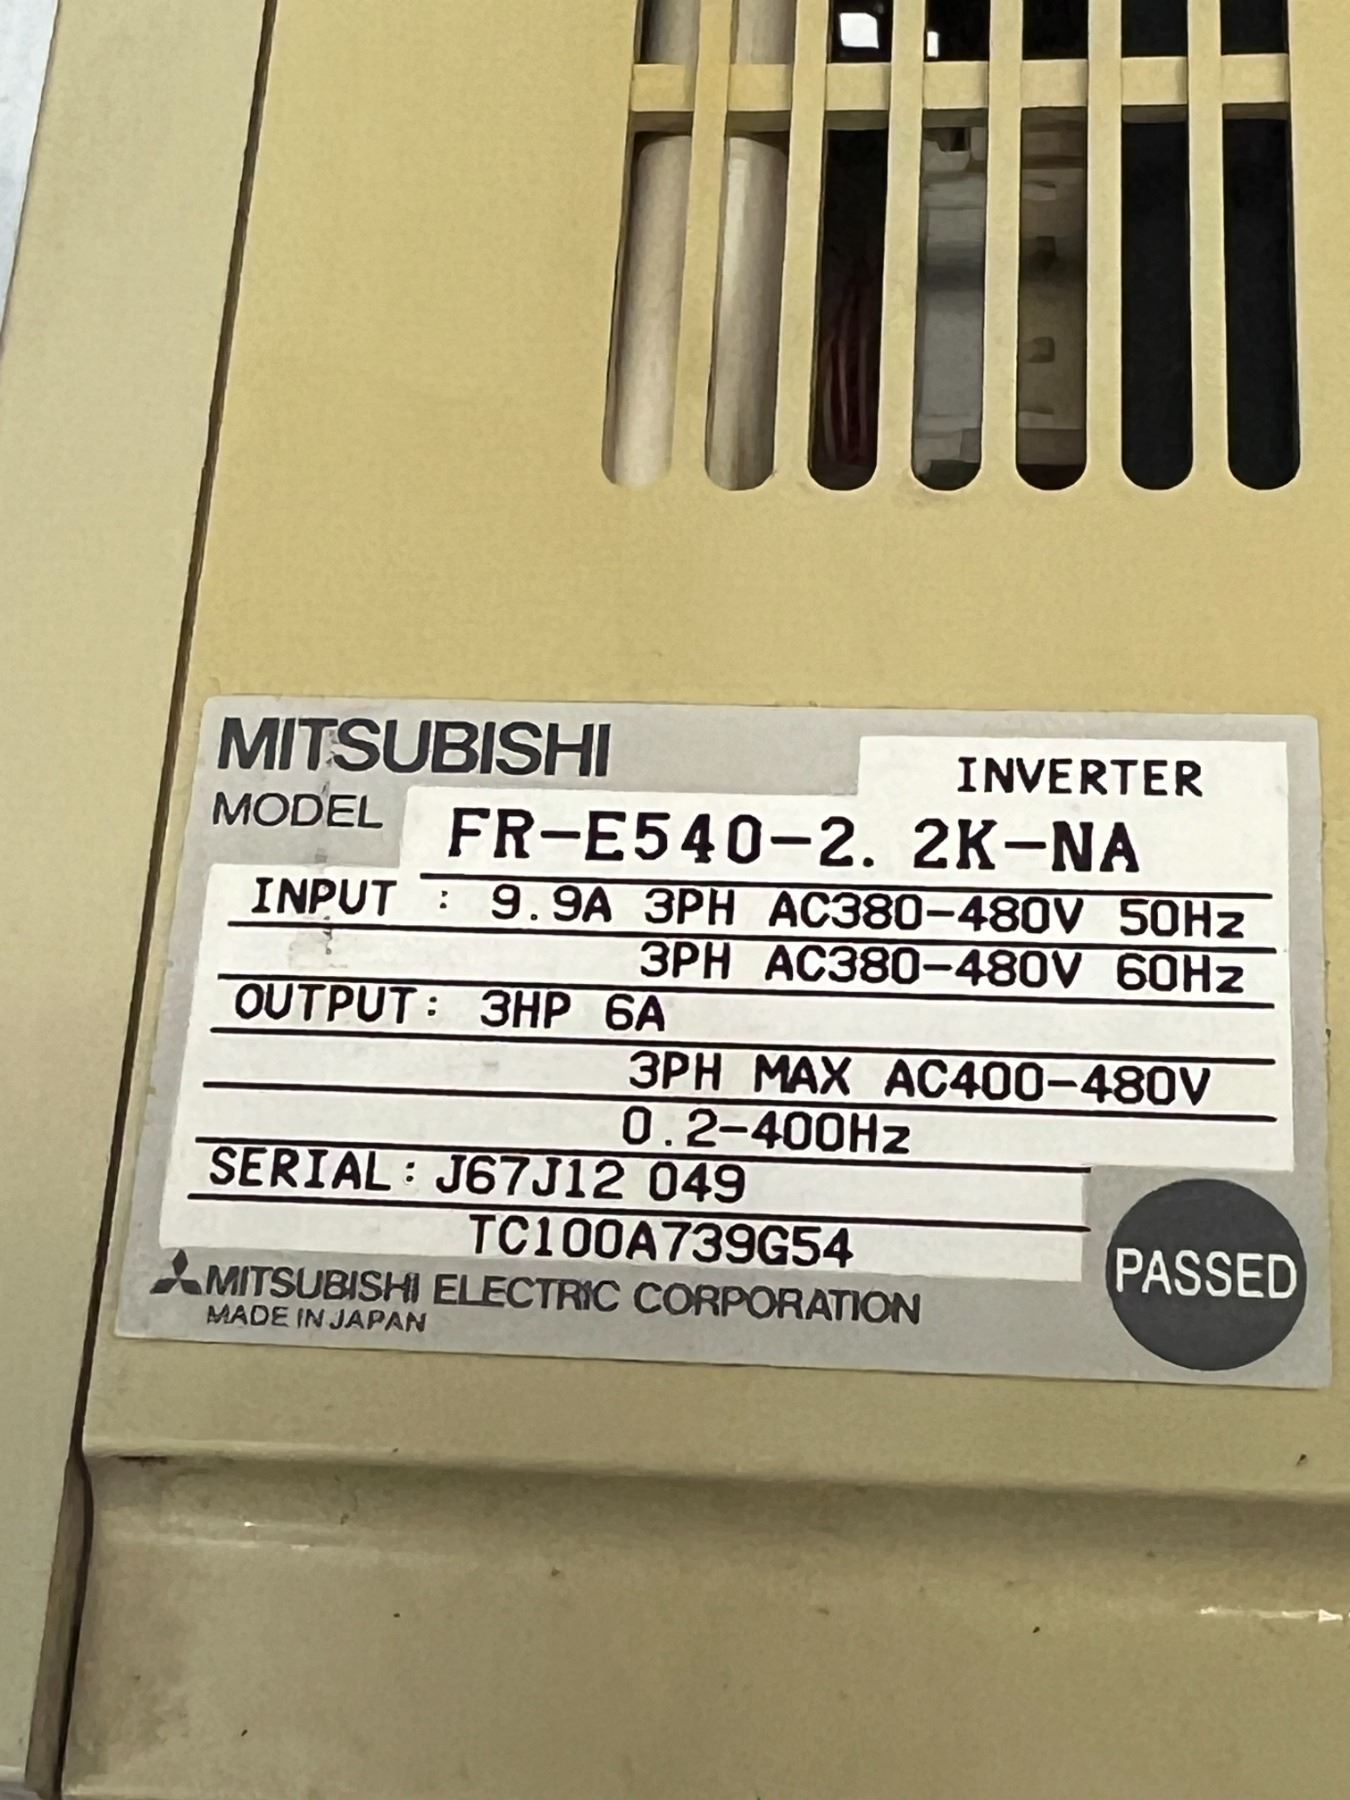 MITSUBISHI
INVERTER
MODEL FR-E540-2. 2K-NA
INPUT : 9.9A 3PH AC380-480V 50Hz
3PH AC380-480V 60Hz
OUTPUT: 3HP 6A
3PH MAX AC400-480V
0.2-400Hz
SERIAL: J67J12 049
TC100A739G54
PASSED
MITSUBISHI ELECTRIC CORPORATION
MADE IN JAPAN